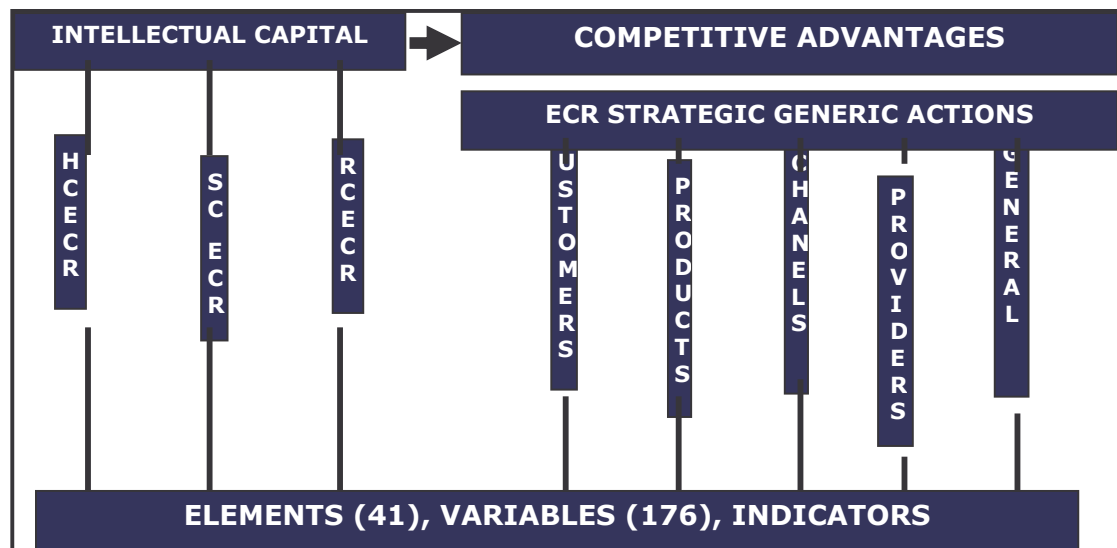 INTELLECTUAL CAPITAL
COMPETITIVE ADVANTAGES
ECR STRATEGIC GENERIC ACTIONS
HCECR
SC ECR
RCECR
USTOMERS
PRODUCTS
CHANELS
PROVIDERS
GENERAL
ELEMENTS (41), VARIABLES (176), INDICATORS